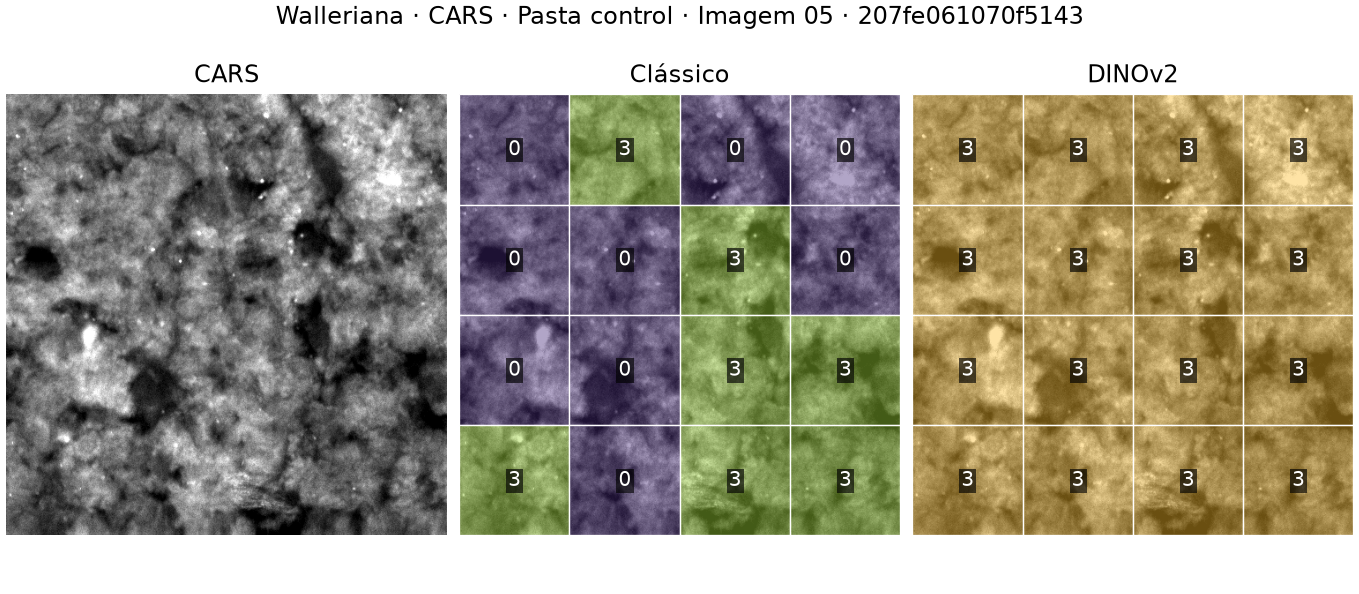 Walleriana · CARS · Pasta control · Imagem 05 · 207fe061070f5143
CARS
Clássico
DINOv2
0 3 0 0
0 0 3 0
0 0 3 3
3 0 3 3
3 3 3 3
3 3 3 3
3 3 3 3
3 3 3 3